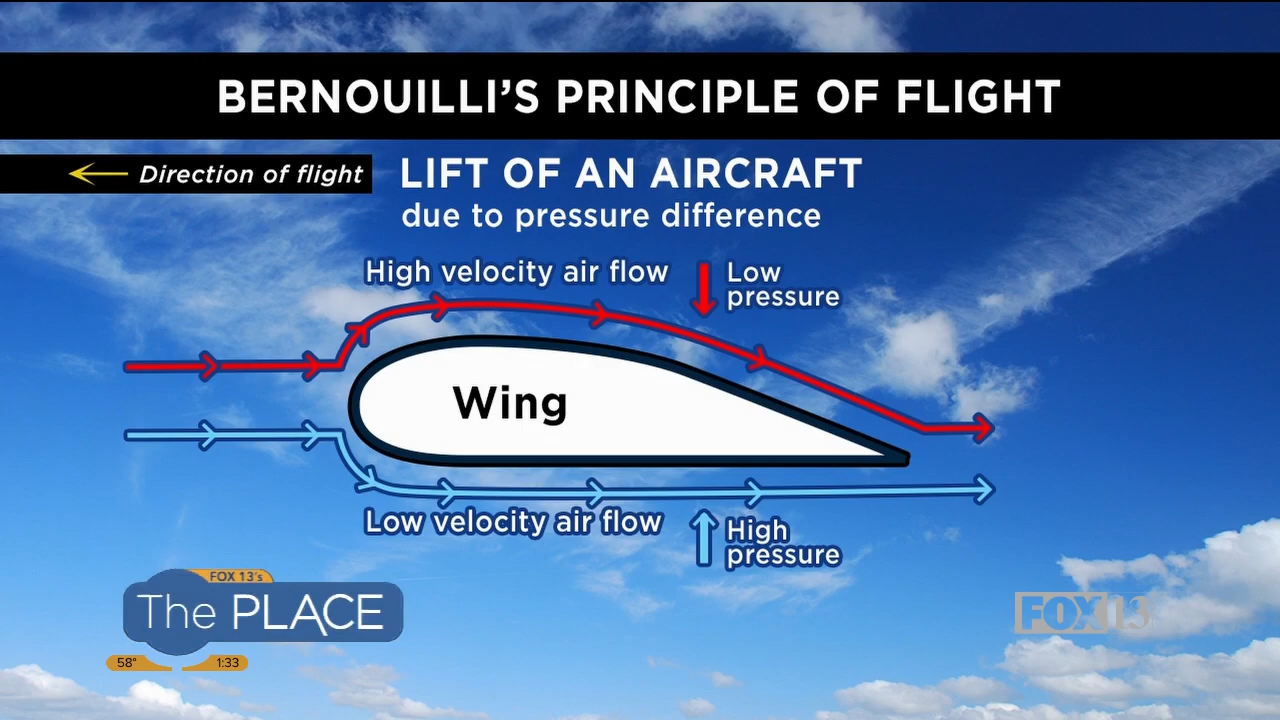 BERNOUILLI'S PRINCIPLE OF FLIGHT
Direction of flight
LIFT OF AN AIRCRAFT
due to pressure difference
High velocity air flow
Low
pressure
Wing
Low velocity air flow
High
pressure
FOX 13's
The PLACE
58°
1:33
FOX 13